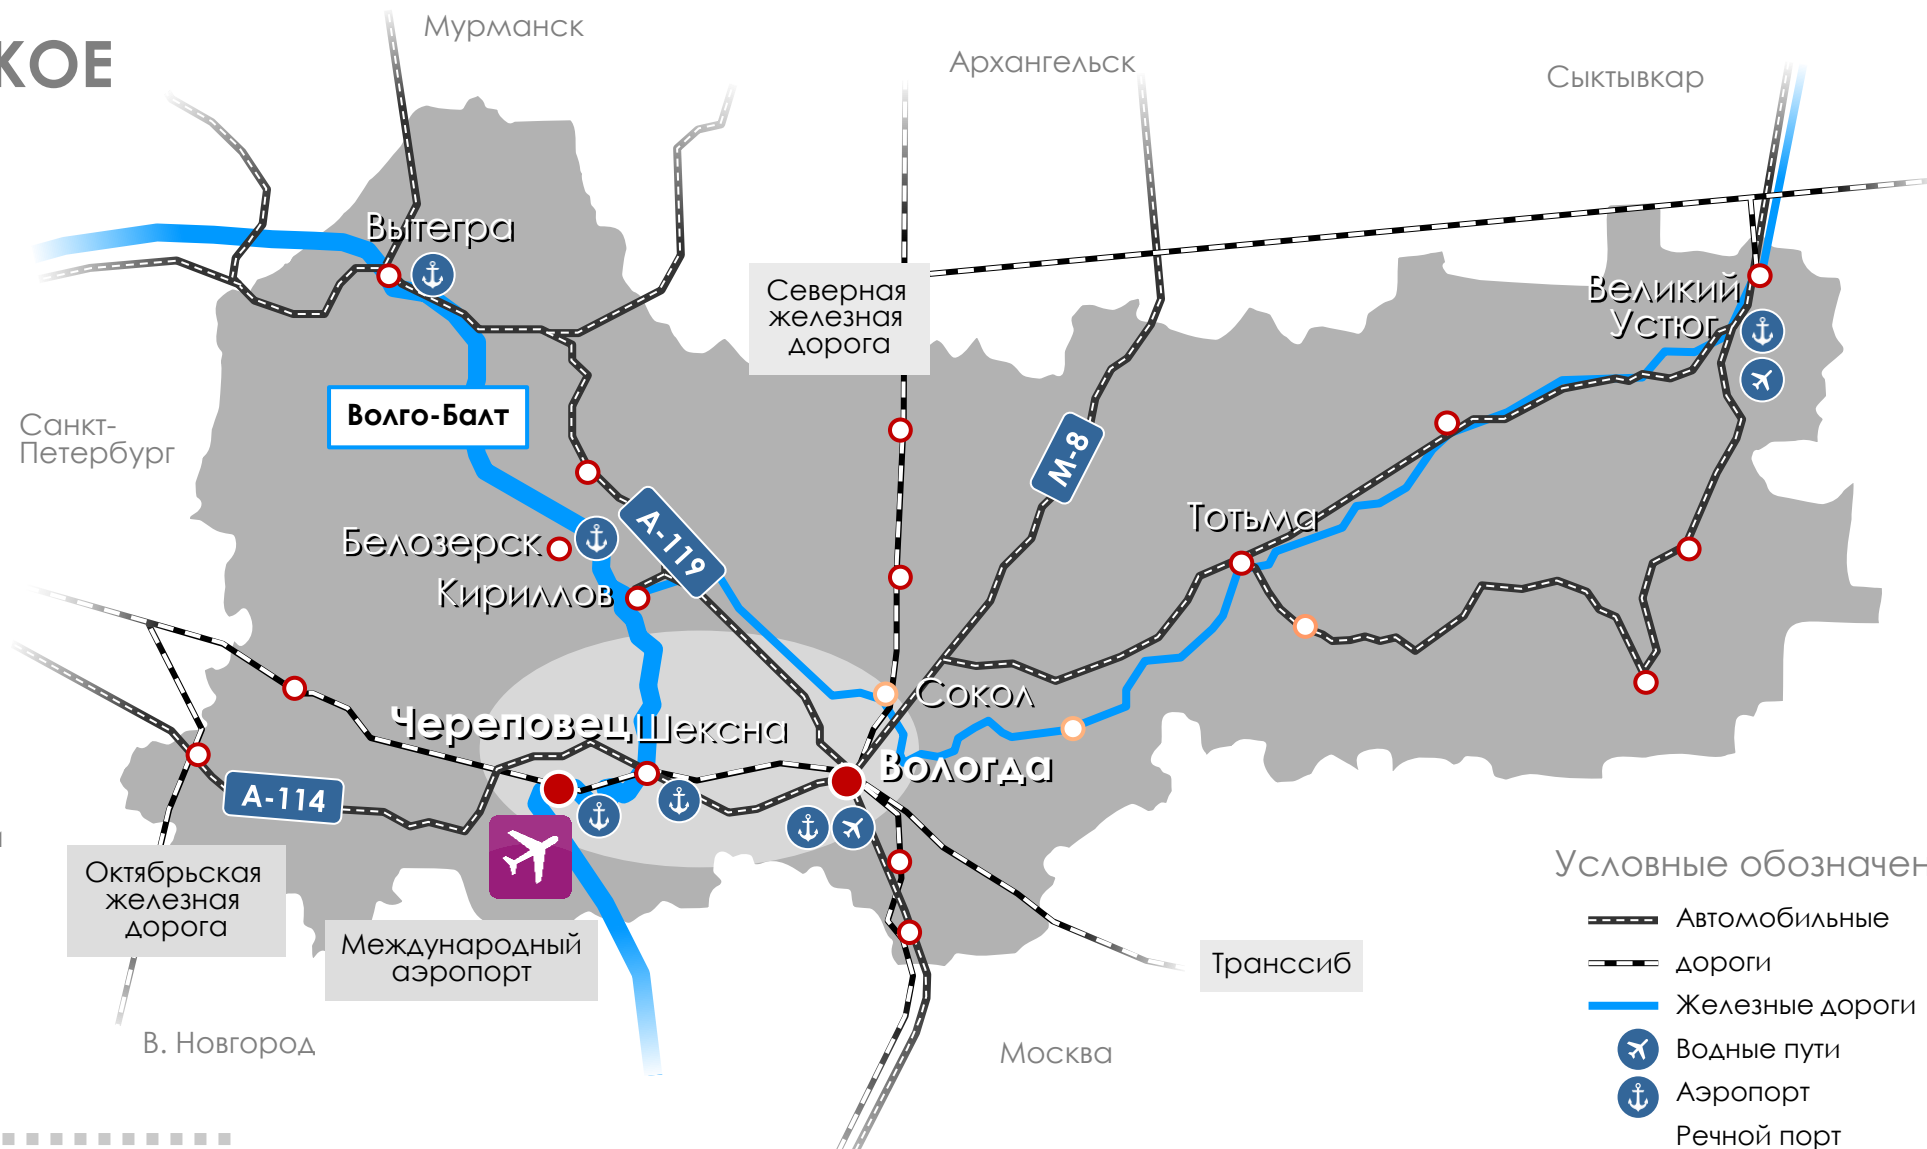 КОЕ
Мурманск
Архангельск
Сыктывкар
Вытегра
Северная
железная
дорога
Великий
Устюг
Волго-Балт
Санкт-
Петербург
М-8
А-119
Тотьма
Белозерск
Кириллов
Сокол
Череповец
Шексна
Вологда
А-114
Октябрьская
железная
дорога
Международный
аэропорт
Транссиб
В. Новгород
Москва
Условные обозначен
Автомобильные
дороги
Железные дороги
Водные пути
Аэропорт
Речной порт